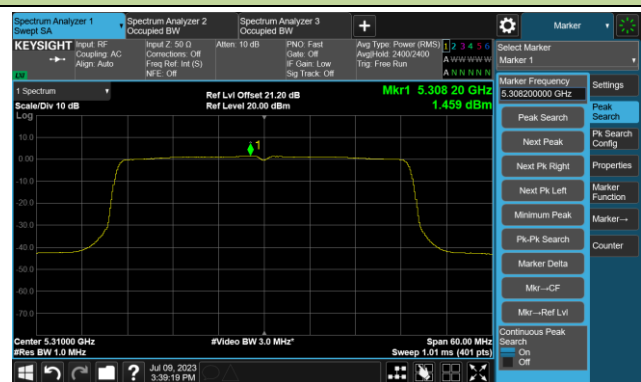 Spectrum Analyzer 1
Swept SA
Spectrum Analyzer 2
Occupied BW
Spectrum Analyzer 3
Occupied BW
Marker
KEYSIGHT
Input: RF
Coupling: AC
Align: Auto
Input Z: 50 Ω
Corrections: Off
Freq Ref: Int (S)
NFE: Off
Atten: 10 dB
PNO: Fast
Gate: Off
IF Gain: Low
Sig Track: Off
Avg Type: Power (RMS)
Avg|Hold: 2400/2400
Trig: Free Run
1 2 3 4 5 6
A W W W W W
A N N N N N
LV
Select Marker
Marker 1
1 Spectrum
Scale/Div 10 dB
Log
Ref Lvl Offset 21.20 dB
Ref Level 20.00 dBm
Mkr1 5.308 20 GHz
1.459 dBm
10.0
0.00
-10.0
-20.0
-30.0
-40.0
-50.0
-60.0
-70.0
1
Center 5.31000 GHz
#Res BW 1.0 MHz
#Video BW 3.0 MHz*
Span 60.00 MHz
Sweep 1.01 ms (401 pts)
Marker Frequency
5.308200000 GHz
Peak Search
Next Peak
Next Pk Right
Next Pk Left
Minimum Peak
Pk-Pk Search
Marker Delta
Mkr→CF
Mkr→Ref Lvl
Continuous Peak
Search
On
Off
Settings
Peak
Search
Pk Search
Config
Properties
Marker
Function
Marker→
Counter
?
Jul 09, 2023
3:39:19 PM